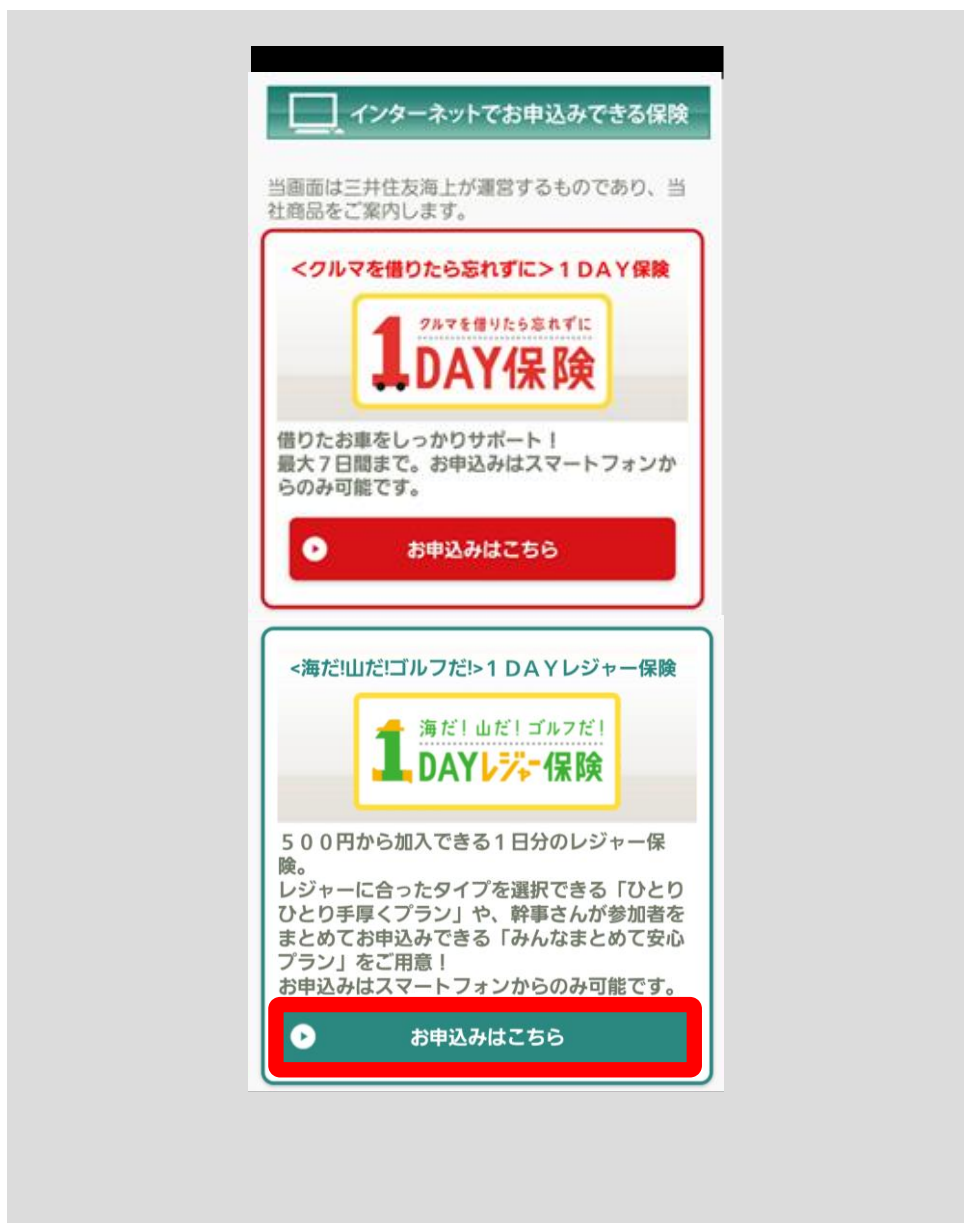 インターネットでお申込みできる保険
当画面は三井住友海上が運営するものであり、当
社商品をご案内します。
＜クルマを借りたら忘れずに＞１ＤＡＹ保険
クルマを借りたら忘れずに
1DAY保険
借りたお車をしっかりサポート！
最大７日間まで。お申込みはスマートフォンか
らのみ可能です。
お申込みはこちら
<海だ!山だ!ゴルフだ!>１ＤＡＹレジャー保険
海だ！山だ！ゴルフだ！
1DAYレジャー保険
５００円から加入できる１日分のレジャー保
険。
レジャーに合ったタイプを選択できる「ひとり
ひとり手厚くプラン」や、幹事さんが参加者を
まとめてお申込みできる「みんなまとめて安心
プラン」をご用意！
お申込みはスマートフォンからのみ可能です。
お申込みはこちら